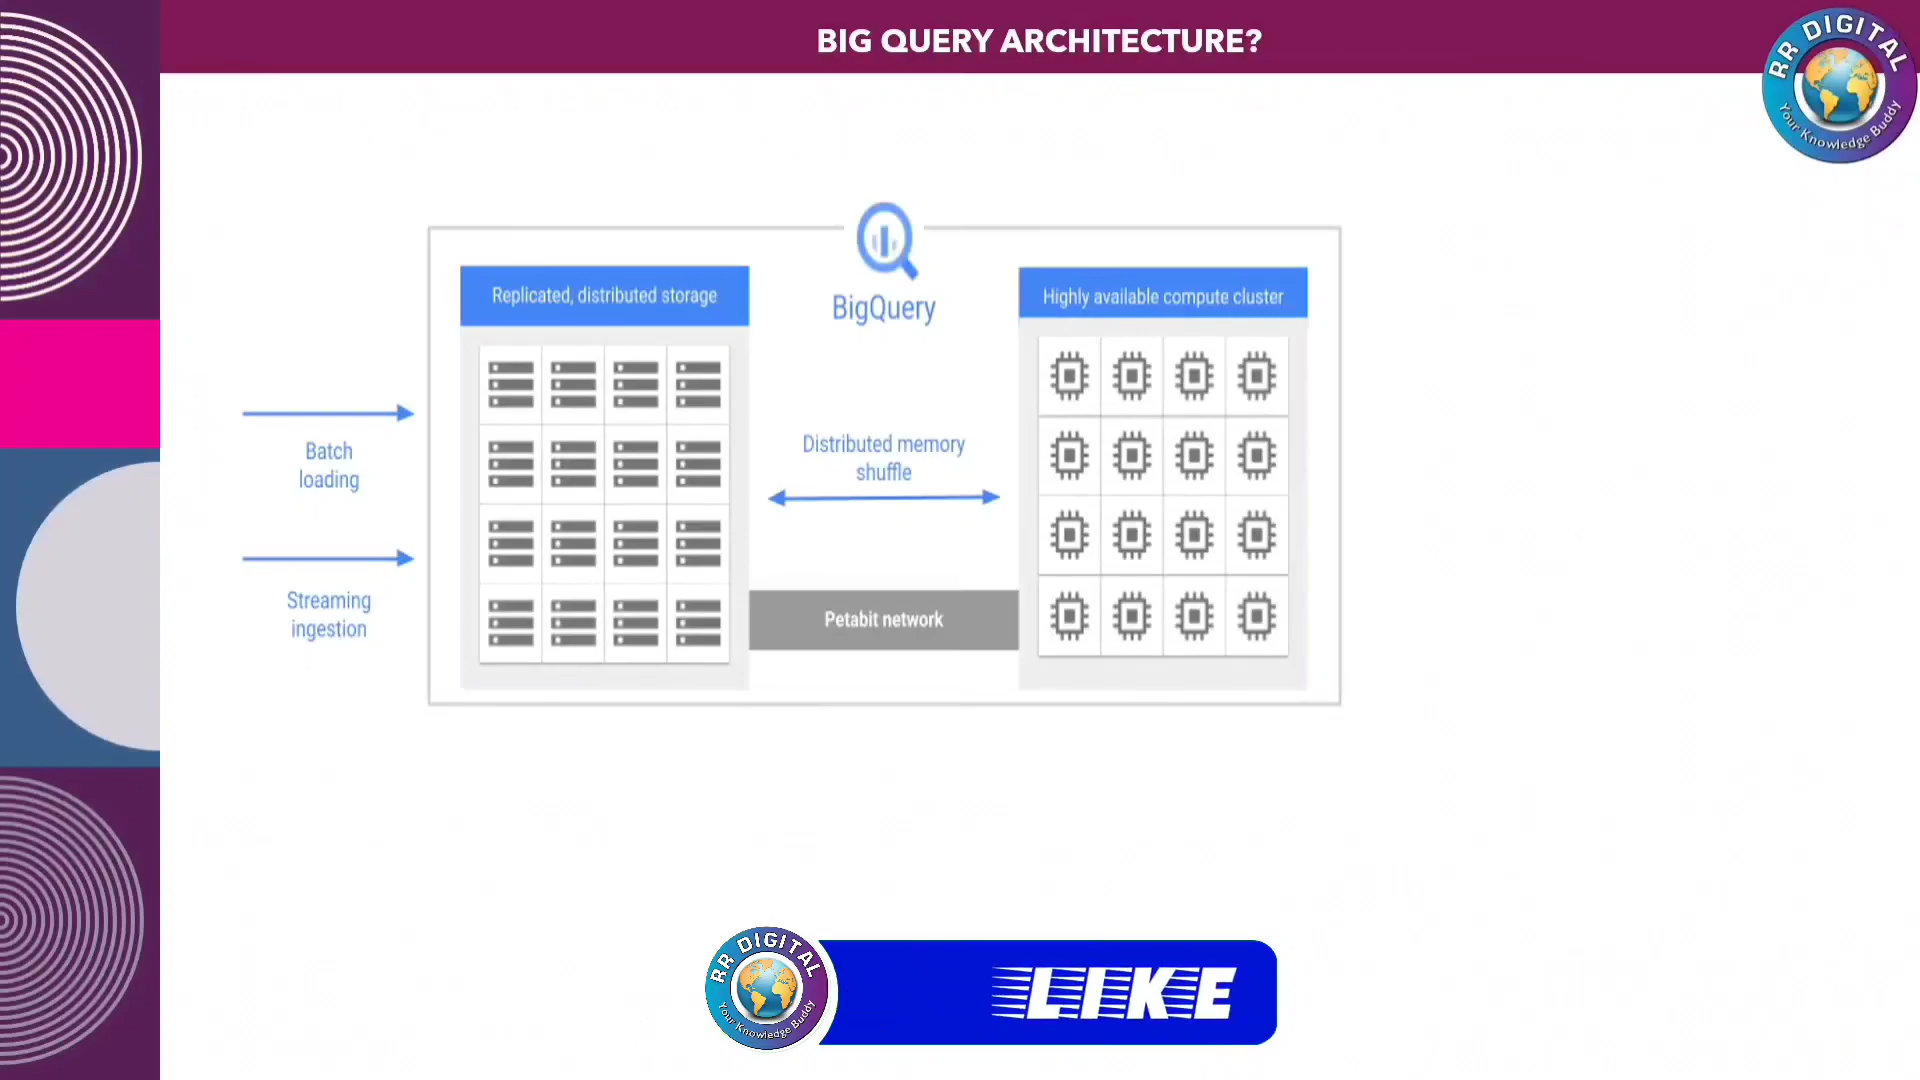 BIG QUERY ARCHITECTURE?
RR DIGITAL
Your Knowledge Buddy
BigQuery
Replicated, distributed storage
Highly available compute cluster
Batch
loading
Distributed memory
shuffle
Streaming
ingestion
Petabit network
RR DIGITAL
Your Knowledge Buddy
LIKE